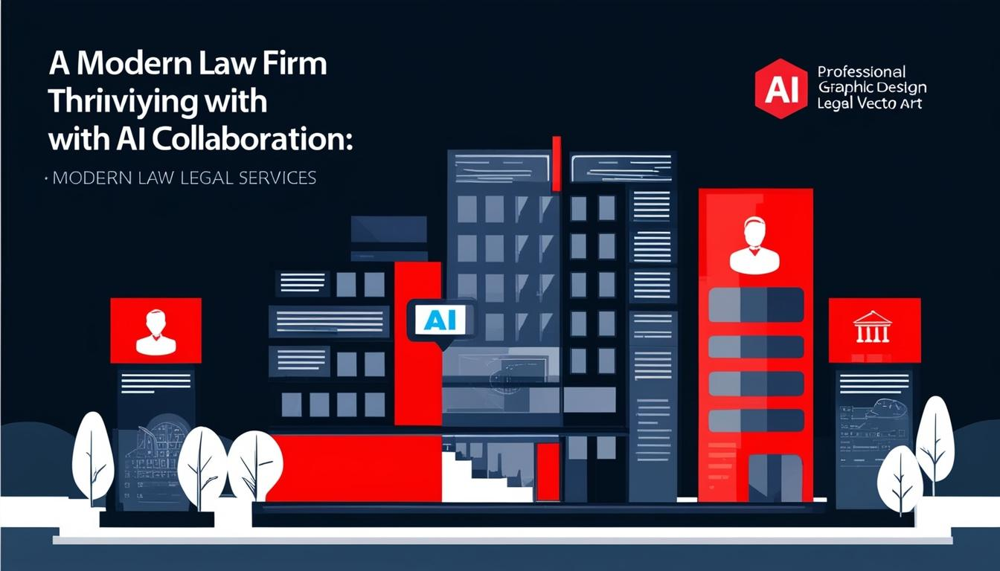 A Modern Law Firm
Thriviying with
with AI Collaboration:
· MODERN LAW LEGAL SERVICES
AI
Professional
Graphic Design
Legal Vecto Art
AI